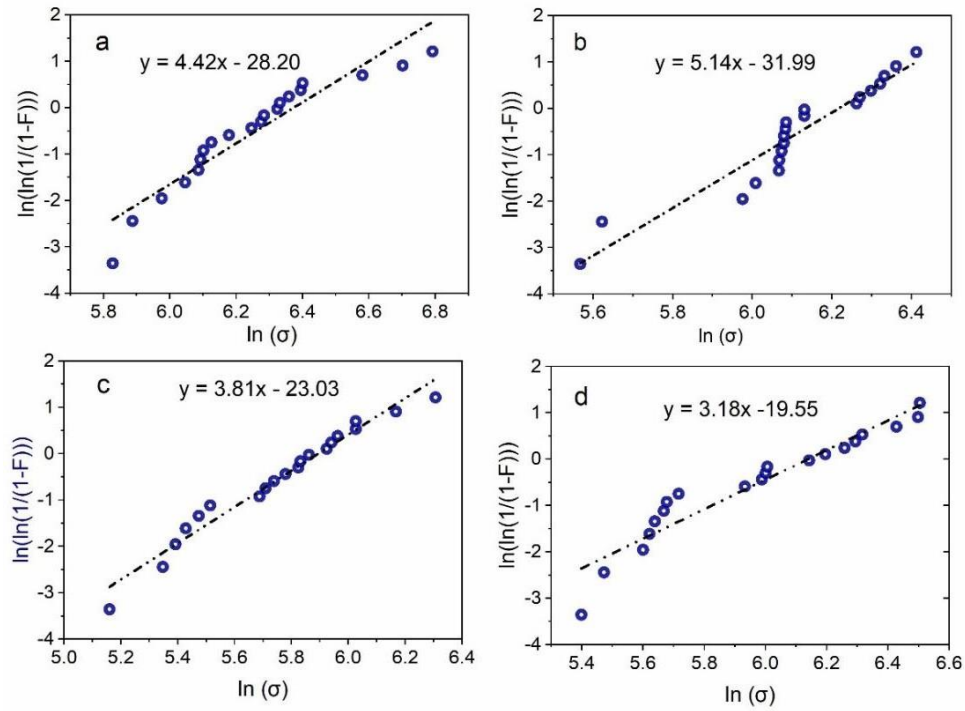 a
y = 4.42x - 28.20
ln(ln(1/(1-F)))
2
1
0
-1
-2
-3
-4
5.8 6.0 6.2 6.4 6.6 6.8
ln (σ)
b
y = 5.14x - 31.99
ln(ln(1/(1-F)))
2
1
0
-1
-2
-3
-4
5.6 5.8 6.0 6.2 6.4
ln (σ)
c
y = 3.81x - 23.03
ln(ln(1/(1-F)))
2
1
0
-1
-2
-3
-4
5.0 5.2 5.4 5.6 5.8 6.0 6.2 6.4
ln (σ)
d
y = 3.18x -19.55
ln(ln(1/(1-F)))
2
1
0
-1
-2
-3
-4
5.4 5.6 5.8 6.0 6.2 6.4 6.6
ln (σ)